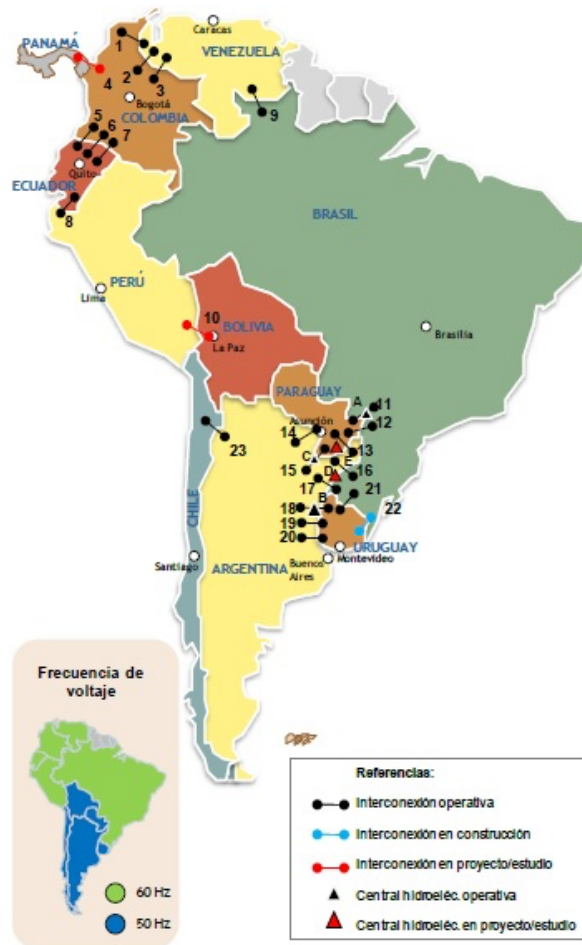 Caracas
PANAMÁ
VENEZUELA
1
2
3
4
Bogotá
COLOMBIA
9
5
6
7
Quito
ECUADOR
8
BRASIL
PERÚ
Lima
10
BOLIVIA
La Paz
Brasilia
PARAGUAY
A
11
12
Asunción
14
13
C
E
23
15
D
16
17
21
B
18
22
19
20
CHILE
URUGUAY
Montevideo
Santiago
ARGENTINA
Buenos
Aires
Frecuencia de
voltaje
60 Hz
50 Hz
Referencias:
Interconexión operativa
Interconexión en construcción
Interconexión en proyecto/estudio
Central hidroeléc. operativa
Central hidroeléc. en proyecto/estudio